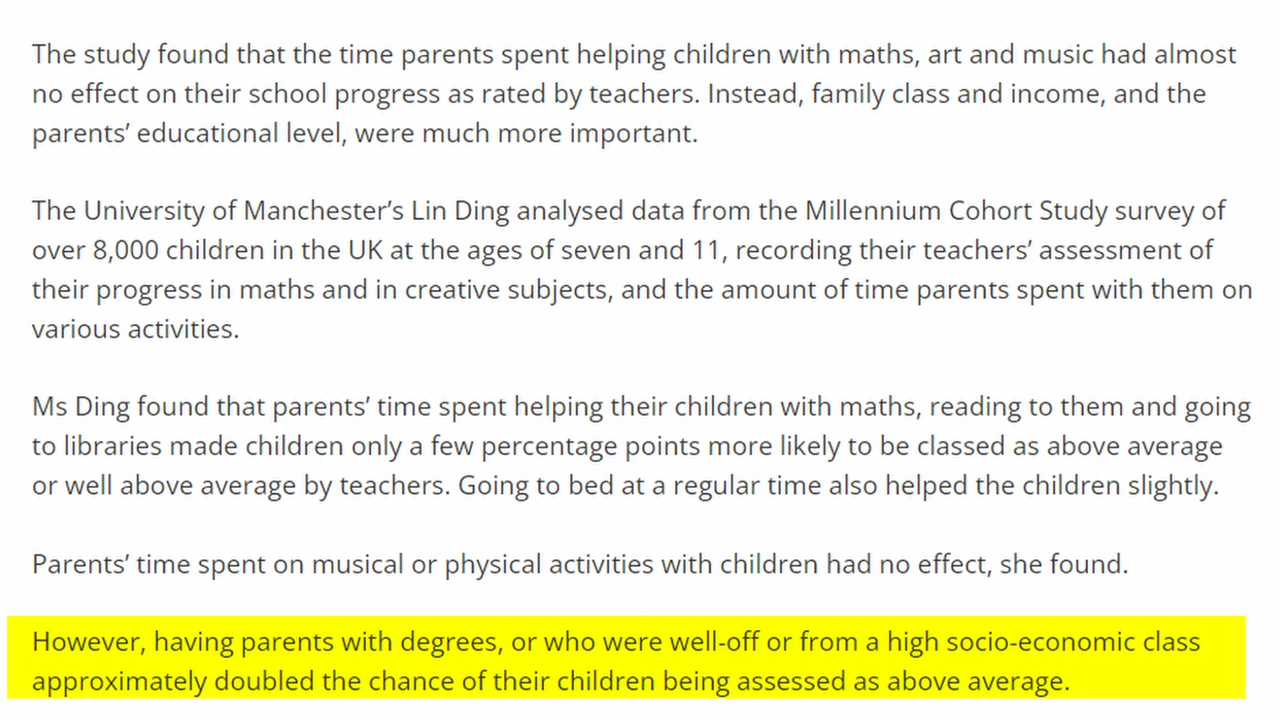 The study found that the time parents spent helping children with maths, art and music had almost
no effect on their school progress as rated by teachers. Instead, family class and income, and the
parents’ educational level, were much more important.
The University of Manchester’s Lin Ding analysed data from the Millennium Cohort Study survey of
over 8,000 children in the UK at the ages of seven and 11, recording their teachers’ assessment of
their progress in maths and in creative subjects, and the amount of time parents spent with them on
various activities.
Ms Ding found that parents’ time spent helping their children with maths, reading to them and going
to libraries made children only a few percentage points more likely to be classed as above average
or well above average by teachers. Going to bed at a regular time also helped the children slightly.
Parents’ time spent on musical or physical activities with children had no effect, she found.
However, having parents with degrees, or who were well-off or from a high socio-economic class
approximately doubled the chance of their children being assessed as above average.